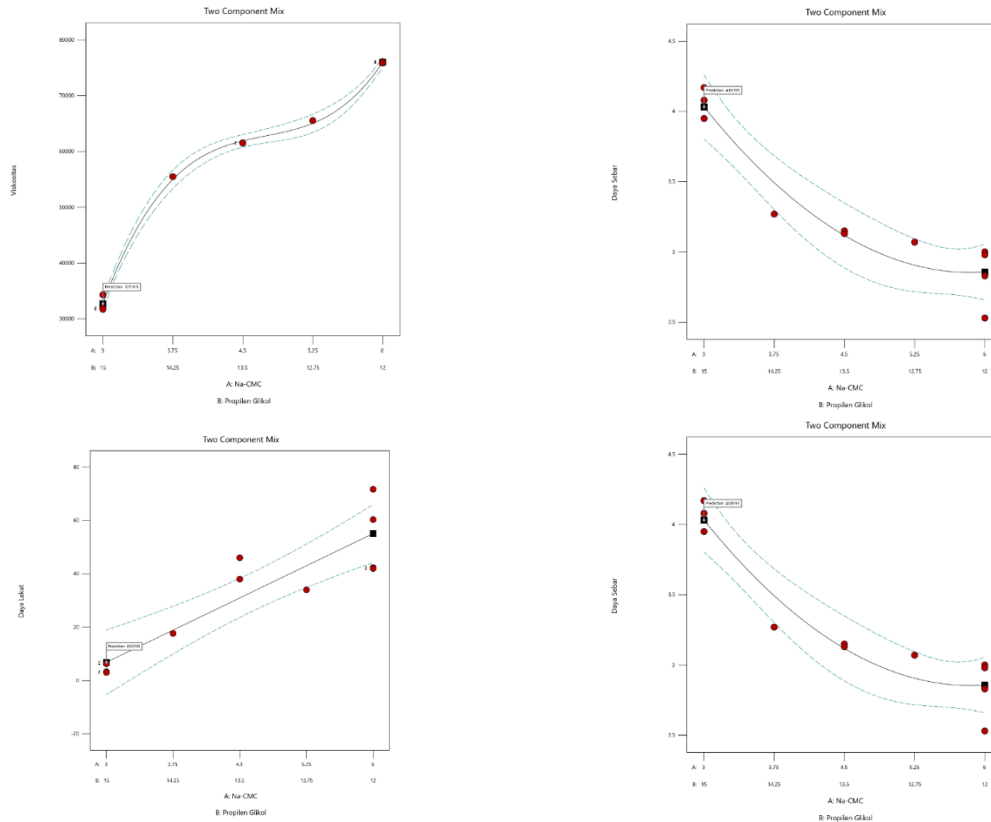 Two Component Mix
80000
70000
60000
50000
40000
30000
Viskositas
A: 3 3.75 4.5 5.25 6
B: 15 14.25 13.5 12.75 12
A: Na-CMC
B: Propilen Glikol
Two Component Mix
4.5
4
3.5
3
2.5
Daya Sebar
Prediction
A: 3 3.75 4.5 5.25 6
B: 15 14.25 13.5 12.75 12
A: Na-CMC
B: Propilen Glikol
Two Component Mix
80
60
40
20
0
-20
Daya Lekat
Prediction
A: 3 3.75 4.5 5.25 6
B: 15 14.25 13.5 12.75 12
A: Na-CMC
B: Propilen Glikol
Two Component Mix
4.5
4
3.5
3
2.5
Daya Sebar
Prediction
A: 3 3.75 4.5 5.25 6
B: 15 14.25 13.5 12.75 12
A: Na-CMC
B: Propilen Glikol